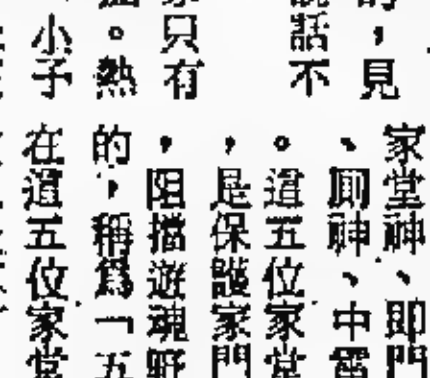 ,見
話不
只有
。熱
小子
家堂神、即門
、厠神、中霤
。這五位家堂
,是保護家門
,阻擋遊魂野
的,稱爲「五
在這五位家堂